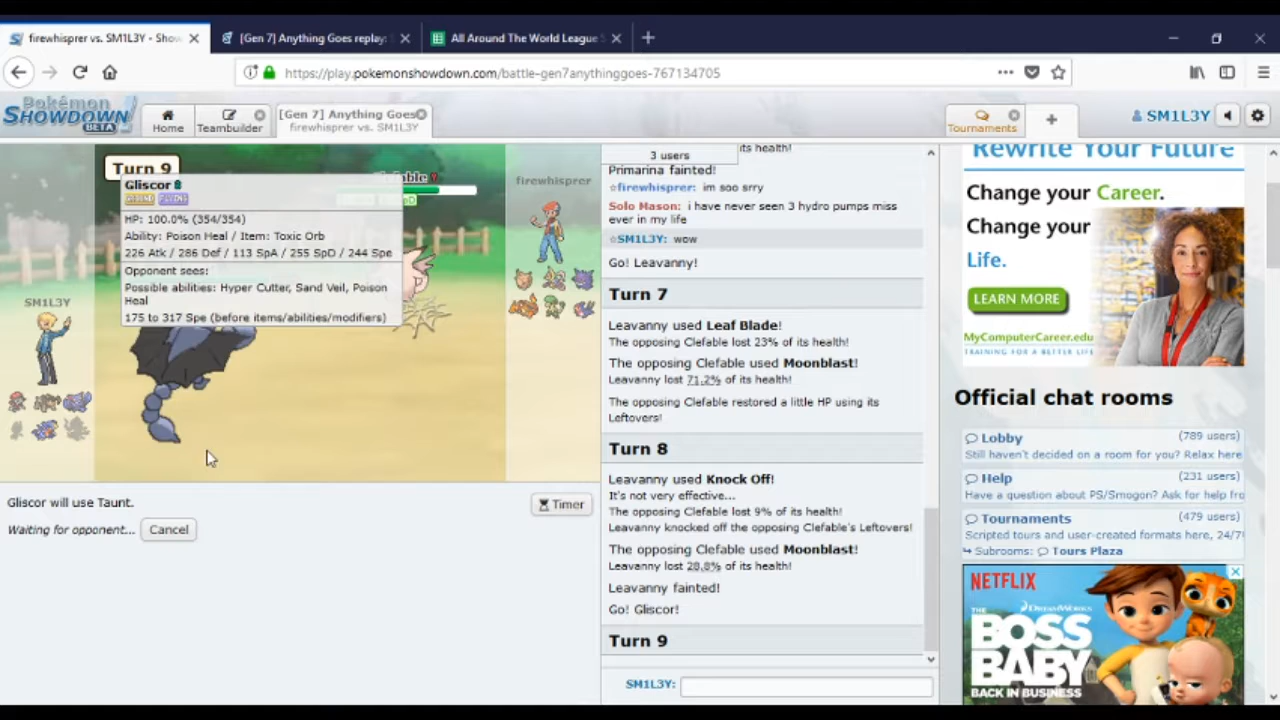 firewhisprer vs. SM1L3Y - Show
[Gen 7] Anything Goes replay:
All Around The World League
https://play.pokemonshowdown.com/battle-gen7anythinggoes-767134705
Pokémon
SHOWDOWN
BETA
Home
Teambuilder
[Gen 7] Anything Goes
firewhisprer vs. SM1L3Y
Tournaments
SM1L3Y
Turn 9
Gliscor
GROUND FLYING
HP: 100.0% (354/354)
Ability: Poison Heal / Item: Toxic Orb
226 Atk / 286 Def / 113 SpA / 255 SpD / 244 Spe
Opponent sees:
Possible abilities: Hyper Cutter, Sand Veil, Poison
Heal
175 to 317 Spe (before items/abilities/modifiers)
SM1L3Y
firewhisprer
Gliscor will use Taunt.
Waiting for opponent... Cancel
Timer
3 users
its health!
Primarina fainted!
☆firewhisprer: im soo srry
Solo Mason: i have never seen 3 hydro pumps miss
ever in my life
☆SM1L3Y: wow
Go! Leavanny!
Turn 7
Leavanny used Leaf Blade!
The opposing Clefable lost 23% of its health!
The opposing Clefable used Moonblast!
Leavanny lost 71.2% of its health!
The opposing Clefable restored a little HP using its
Leftovers!
Turn 8
Leavanny used Knock Off!
It's not very effective...
The opposing Clefable lost 9% of its health!
Leavanny knocked off the opposing Clefable's Leftovers!
The opposing Clefable used Moonblast!
Leavanny lost 28.8% of its health!
Leavanny fainted!
Go! Gliscor!
Turn 9
SM1L3Y:
Rewrite Your Future
Change your Career.
Change your
Life.
LEARN MORE
MyComputerCareer.edu
TRAINING FOR A BETTER LIFE
Official chat rooms
Lobby (789 users)
Still haven't decided on a room for you? Relax here
Help (231 users)
Have a question about PS/Smogon? Ask for help fro
Tournaments (479 users)
Scripted tours and user-created formats here, 24/7
Subrooms: Tours Plaza
NETFLIX
DREAMWORKS
THE
BOSS
BABY
BACK IN BUSINESS